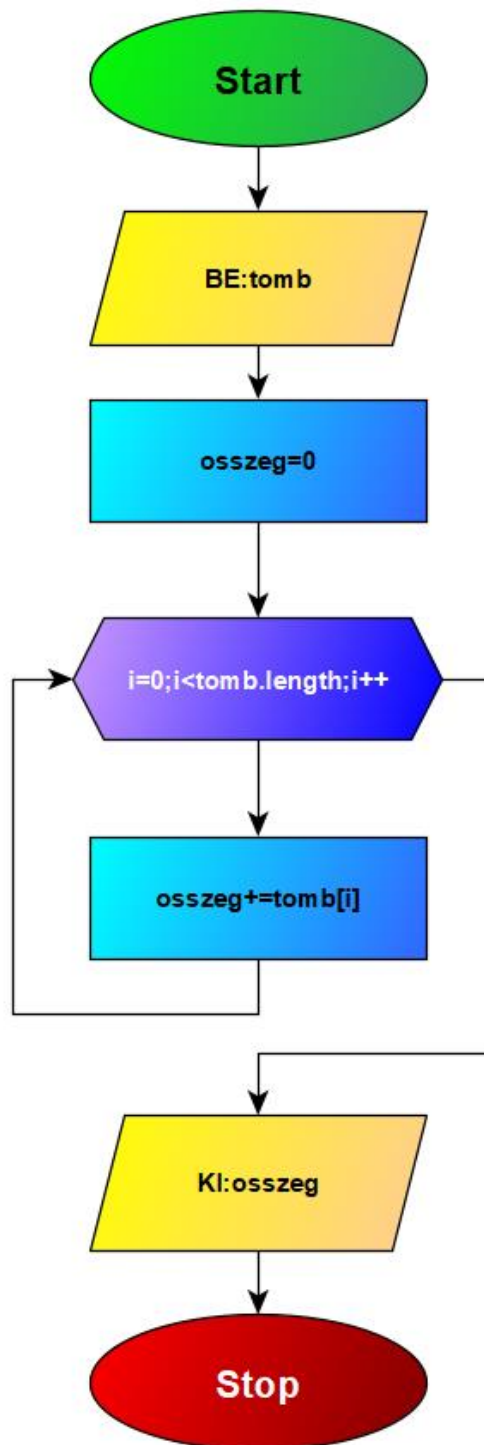 Start
BE:tomb
osszeg=0
i=0;i<tomb.length;i++
osszeg+=tomb[i]
KI:osszeg
Stop